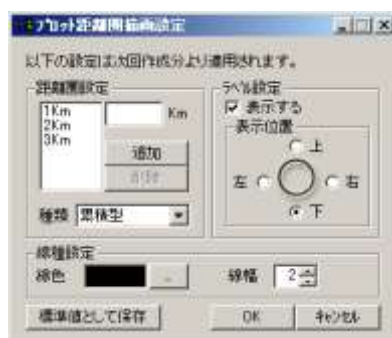 プロット距離圏描画設定
以下の設定は次回作成分より適用されます。
距離圏設定
1Km
2Km
3Km
Km
追加
削除
種類 累積型
ラベル設定
表示する
表示位置
上
左 右
下
線種設定
線色 ...
線幅 2
標準値として保存 OK キャンセル